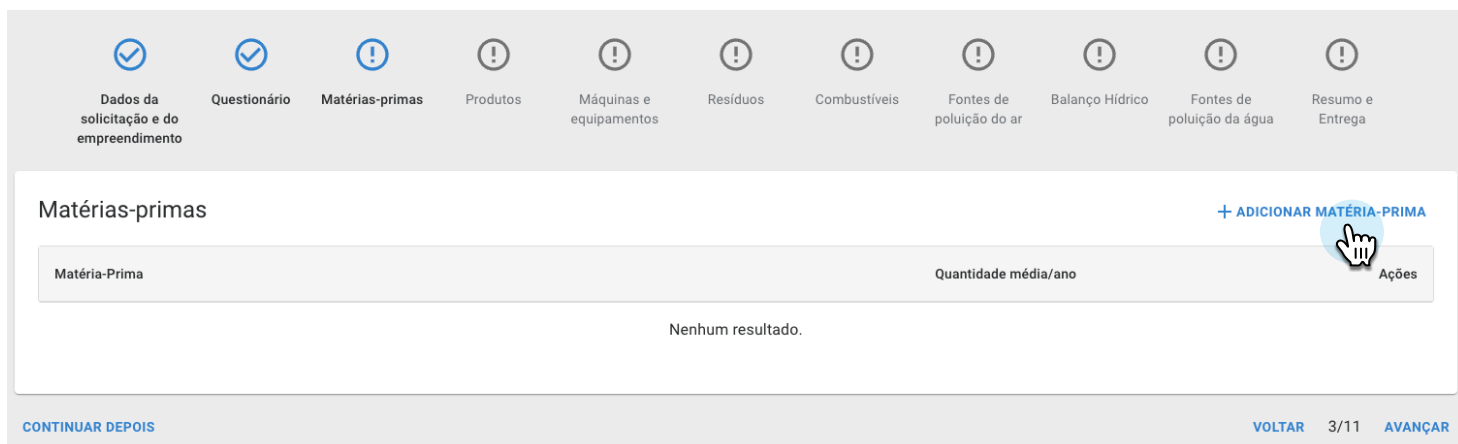 Dados da
solicitação e do
empreendimento
Questionário
Matérias-primas
Produtos
Máquinas e
equipamentos
Resíduos
Combustíveis
Fontes de
poluição do ar
Balanço Hídrico
Fontes de
poluição da água
Resumo e
Entrega
Matérias-primas
+ ADICIONAR MATÉRIA-PRIMA
Matéria-Prima Quantidade média/ano Ações
Nenhum resultado.
CONTINUAR DEPOIS VOLTAR 3/11 AVANÇAR